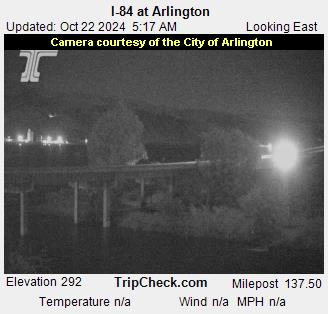 I-84 at Arlington
Updated: Oct 22 2024 5:17 AM Looking East
Camera courtesy of the City of Arlington
Elevation 292 TripCheck.com Milepost 137.50
Temperature n/a Wind n/a MPH n/a